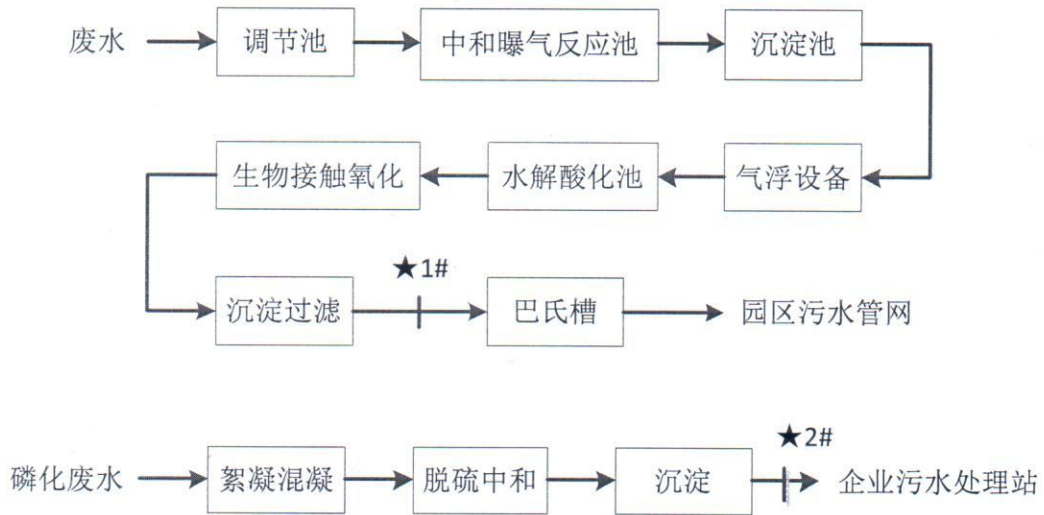 废水 调节池 中和曝气反应池 沉淀池
生物接触氧化 水解酸化池 气浮设备
★1#
沉淀过滤 巴氏槽 园区污水管网
★2#
磷化废水 絮凝混凝 脱硫中和 沉淀 企业污水处理站